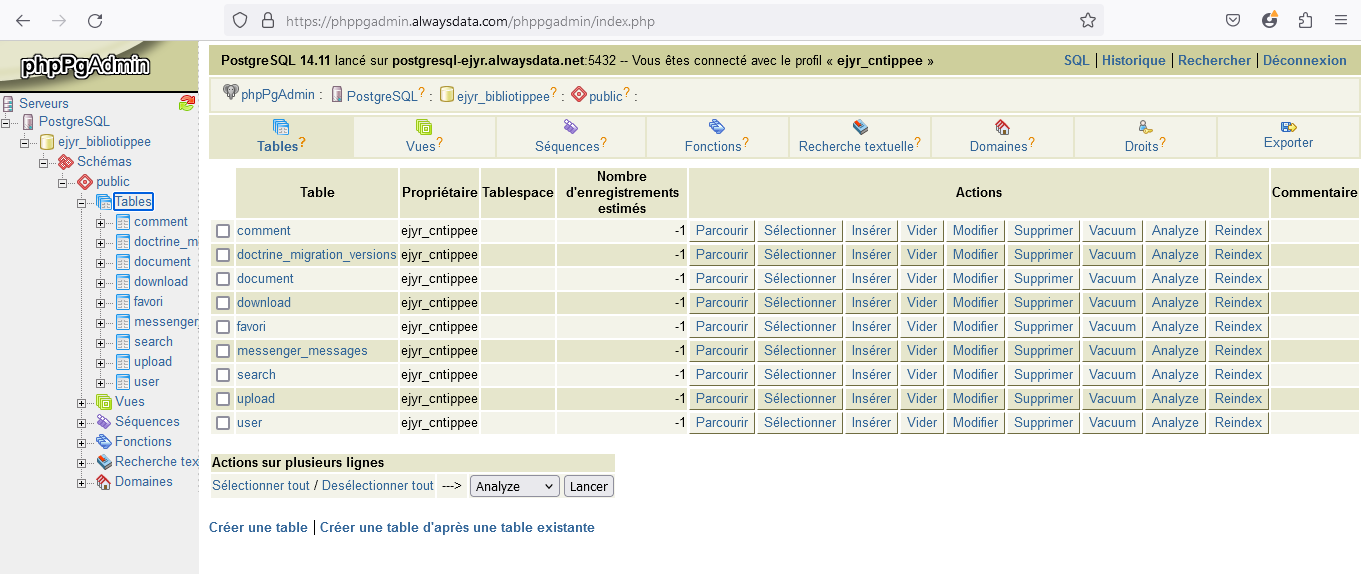 https://phppgadmin.alwaysdata.com/phppgadmin/index.php
phpPgAdmin
Serveurs
PostgreSQL
ejyr_bibliotippee
Schémas
public
Tables
comment
doctrine_m
document
download
favori
messenger
search
upload
user
Vues
Séquences
Fonctions
Recherche tex
Domaines
PostgreSQL 14.11 lancé sur postgresql-ejyr.alwaysdata.net:5432 -- Vous êtes connecté avec le profil « ejyr_cntippee »
SQL | Historique | Rechercher | Déconnexion
phpPgAdmin : PostgreSQL? : ejyr_bibliotippee? : public? :
Tables? Vues? Séquences? Fonctions? Recherche textuelle? Domaines? Droits? Exporter
Table Propriétaire Tablespace Nombre d'enregistrements estimés Actions Commentaire
comment ejyr_cntippee -1 Parcourir Sélectionner Insérer Vider Modifier Supprimer Vacuum Analyze Reindex
doctrine_migration_versions ejyr_cntippee -1 Parcourir Sélectionner Insérer Vider Modifier Supprimer Vacuum Analyze Reindex
document ejyr_cntippee -1 Parcourir Sélectionner Insérer Vider Modifier Supprimer Vacuum Analyze Reindex
download ejyr_cntippee -1 Parcourir Sélectionner Insérer Vider Modifier Supprimer Vacuum Analyze Reindex
favori ejyr_cntippee -1 Parcourir Sélectionner Insérer Vider Modifier Supprimer Vacuum Analyze Reindex
messenger_messages ejyr_cntippee -1 Parcourir Sélectionner Insérer Vider Modifier Supprimer Vacuum Analyze Reindex
search ejyr_cntippee -1 Parcourir Sélectionner Insérer Vider Modifier Supprimer Vacuum Analyze Reindex
upload ejyr_cntippee -1 Parcourir Sélectionner Insérer Vider Modifier Supprimer Vacuum Analyze Reindex
user ejyr_cntippee -1 Parcourir Sélectionner Insérer Vider Modifier Supprimer Vacuum Analyze Reindex
Actions sur plusieurs lignes
Sélectionner tout / Desélectionner tout ---> Analyze Lancer
Créer une table | Créer une table d'après une table existante